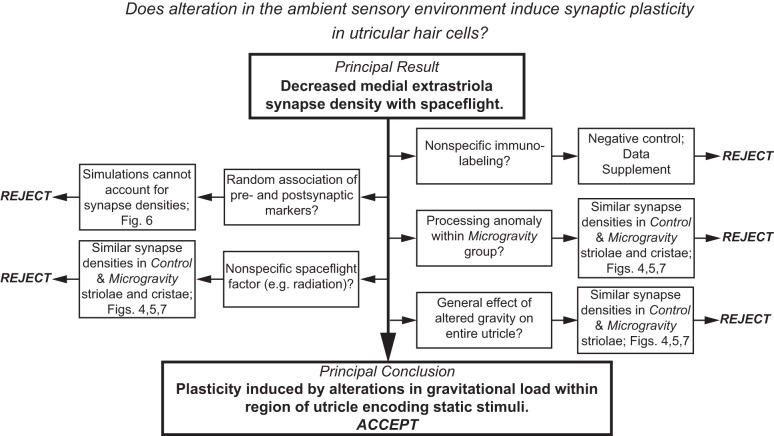 Does alteration in the ambient sensory environment induce synaptic plasticity
in utricular hair cells?
Principal Result
Decreased medial extrastriola
synapse density with spaceflight.
Nonspecific immuno-
labeling?
Negative control;
Data
Supplement
REJECT
REJECT
Simulations cannot
account for
synapse densities;
Fig. 6
Random association of
pre- and postsynaptic
markers?
Processing anomaly
within Microgravity
group?
Similar synapse
densities in Control
& Microgravity
striolae and cristae;
Figs. 4,5,7
REJECT
REJECT
Similar synapse
densities in Control
& Microgravity
striolae and cristae;
Figs. 4,5,7
Nonspecific spaceflight
factor (e.g. radiation)?
General effect of
altered gravity on
entire utricle?
Similar synapse
densities in Control
& Microgravity
striolae; Figs. 4,5,7
REJECT
Principal Conclusion
Plasticity induced by alterations in gravitational load within
region of utricle encoding static stimuli.
ACCEPT